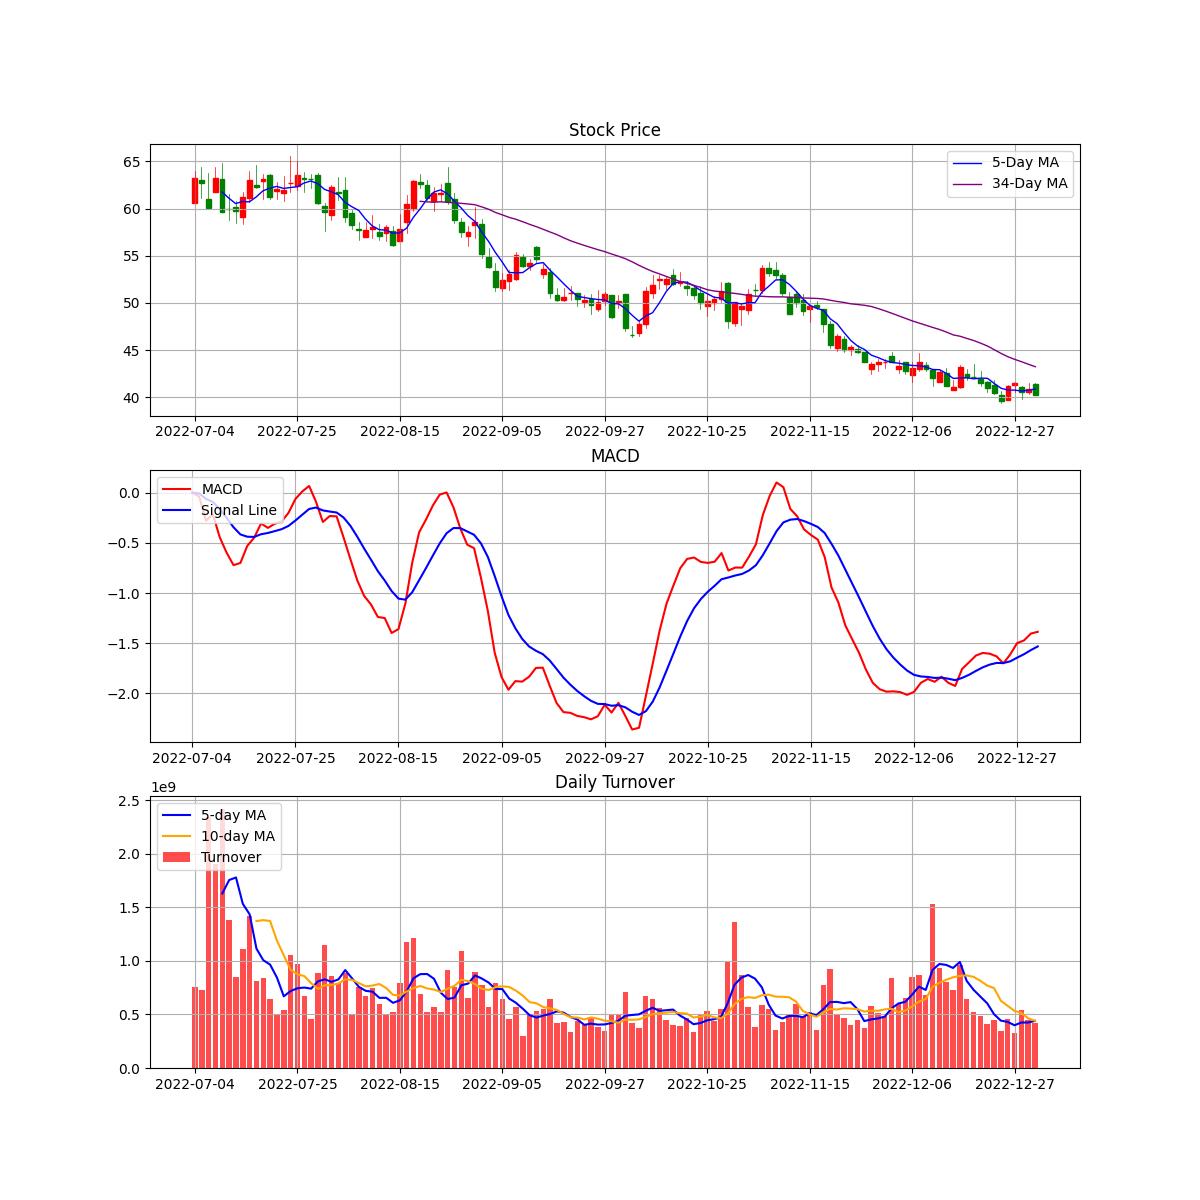 Stock Price
65
60
55
50
45
40
5-Day MA
34-Day MA
2022-07-04 2022-07-25 2022-08-15 2022-09-05 2022-09-27 2022-10-25 2022-11-15 2022-12-06 2022-12-27
MACD
0.0
−0.5
−1.0
−1.5
−2.0
MACD
Signal Line
2022-07-04 2022-07-25 2022-08-15 2022-09-05 2022-09-27 2022-10-25 2022-11-15 2022-12-06 2022-12-27
Daily Turnover
1e9
2.5
2.0
1.5
1.0
0.5
0.0
5-day MA
10-day MA
Turnover
2022-07-04 2022-07-25 2022-08-15 2022-09-05 2022-09-27 2022-10-25 2022-11-15 2022-12-06 2022-12-27